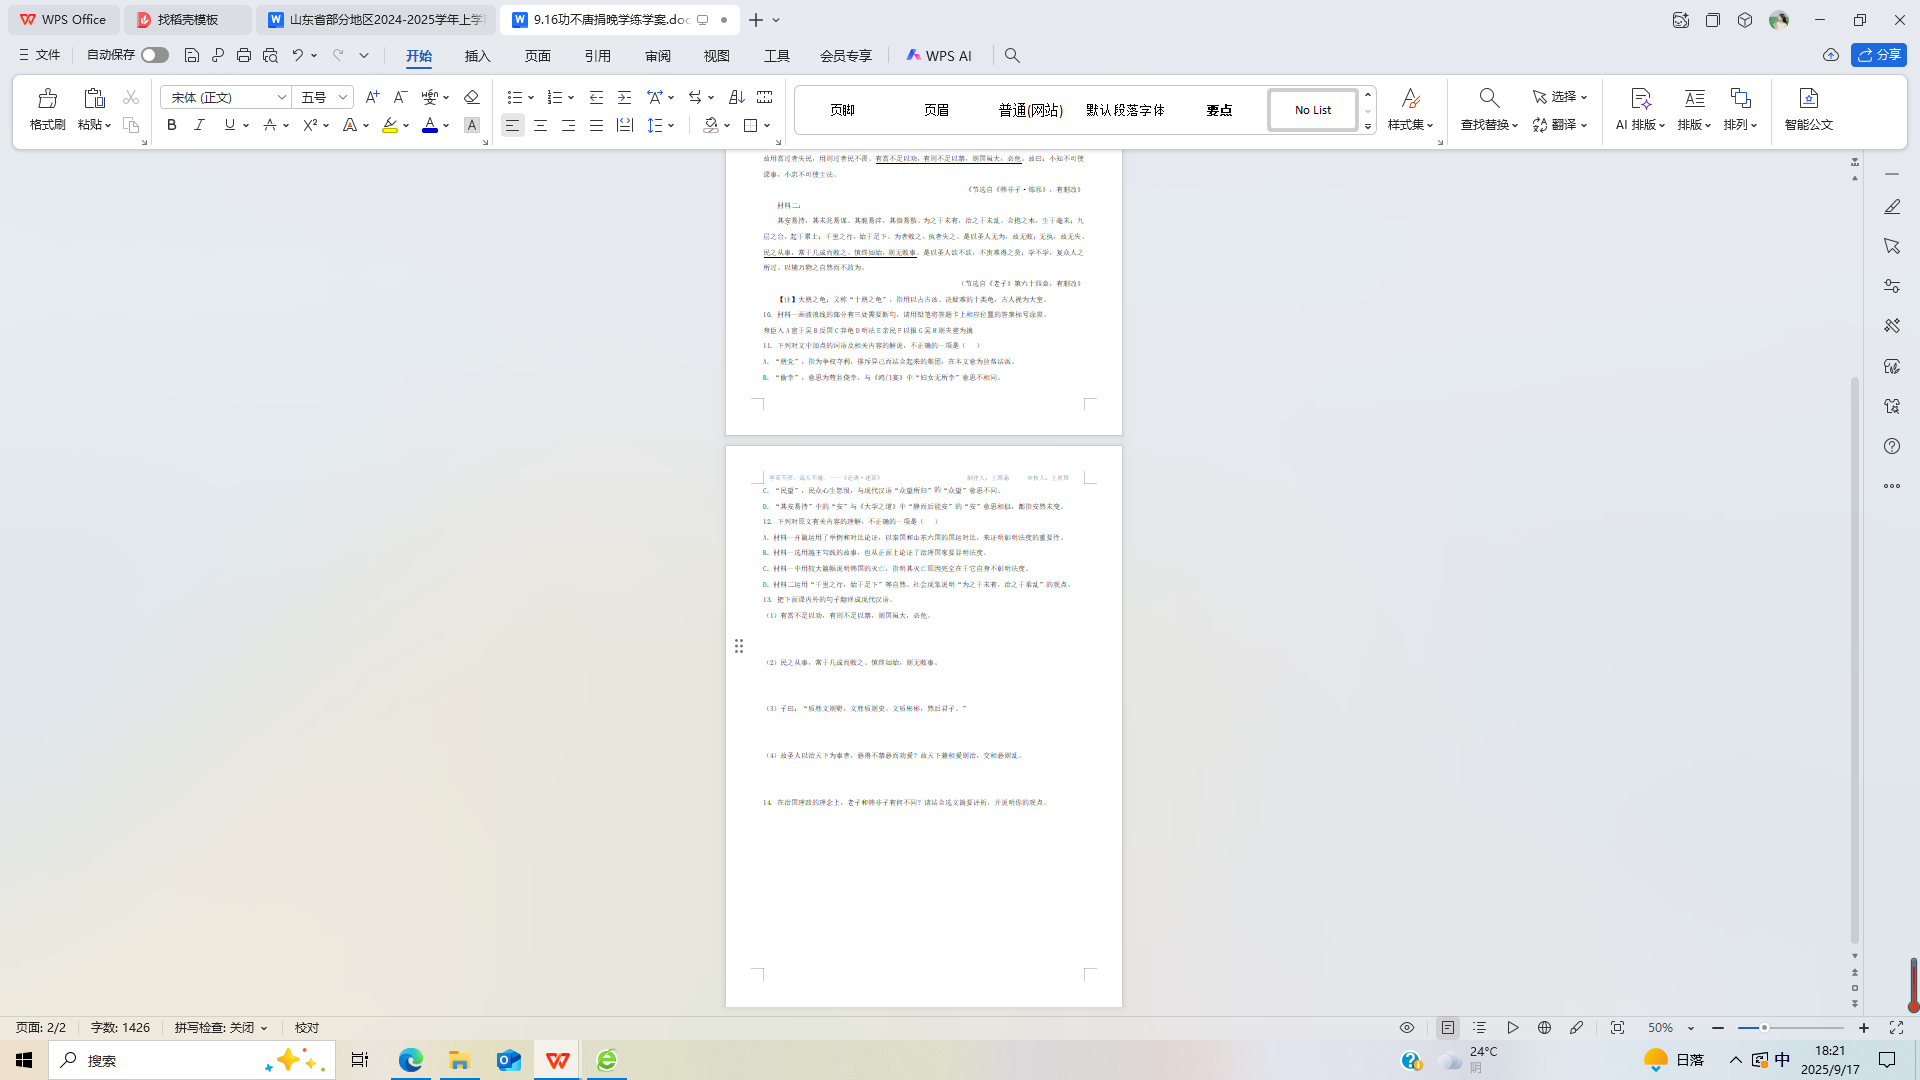 WPS Office
找稻壳模板
山东省部分地区2024-2025学年上学
9.16功不唐捐晚学练学案.doc
文件
自动保存
开始
插入
页面
引用
审阅
视图
工具
会员专享
WPS AI
分享
格式刷
粘贴
宋体 (正文)
五号
页脚
页眉
普通(网站)
默认段落字体
要点
No List
样式集
查找替换
选择
翻译
AI 排版
排版
排列
智能公文
故用赏过者失民，用刑过者民不畏。有赏不足以劝，有刑不足以禁，则国虽大，必危。故曰：小知不可使
谋事，小忠不可使主法。
（节选自《韩非子·饰邪》，有删改）
材料二：
其安易持，其未兆易谋。其脆易泮，其微易散。为之于未有，治之于未乱。合抱之木，生于毫末；九
层之台，起于累土；千里之行，始于足下。为者败之，执者失之。是以圣人无为，故无败；无执，故无失。
民之从事，常于几成而败之。慎终如始，则无败事。是以圣人欲不欲，不贵难得之货；学不学，复众人之
所过。以辅万物之自然而不敢为。
（节选自《老子》第六十四章，有删改）
【注】大朋之龟：又称“十朋之龟”，指用以占吉凶、决疑难的十类龟，古人视为大宝。
10. 材料一画波浪线的部分有三处需要断句，请用铅笔将答题卡上相应位置的答案标号涂黑。
身臣入A宦于吴B反国C弃龟D明法E亲民F以报G吴H则夫差为擒
11. 下列对文中加点的词语及相关内容的解说，不正确的一项是（ ）
A. “朋党”，指为争权夺利，排斥异己而结合起来的集团，在本文意为拉帮结派。
B. “偷幸”，意思为苟且侥幸，与《鸿门宴》中“妇女无所幸”意思不相同。
学而不厌，诲人不倦。——《论语·述而》
C. “民望”，民众心生怨恨，与现代汉语“众望所归”的“众望”意思不同。
D. “其安易持”中的“安”与《大学之道》中“静而后能安”的“安”意思相似，都指安然未变。
12. 下列对原文有关内容的理解，不正确的一项是（ ）
A. 材料一开篇运用了举例和对比论证，以秦国和山东六国的国运对比，来证明彰明法度的重要性。
B. 材料一选用越王勾践的故事，也从正面上论证了治理国家要彰明法度。
C. 材料一中用较大篇幅说明韩国的灭亡，指明其灭亡原因完全在于它自身不彰明法度。
D. 材料二运用“千里之行，始于足下”等自然、社会现象说明“为之于未有，治之于未乱”的观点。
13. 把下面课内外的句子翻译成现代汉语。
（1）有赏不足以劝，有刑不足以禁，则国虽大，必危。
（2）民之从事，常于几成而败之。慎终如始，则无败事。
（3）子曰：“质胜文则野，文胜质则史。文质彬彬，然后君子。”
（4）故圣人以治天下为事者，恶得不禁恶而劝爱？故天下兼相爱则治，交相恶则乱。
14. 在治国理政的理念上，老子和韩非子有何不同？请结合选文简要评析，并说明你的观点。
页面: 2/2
字数: 1426
拼写检查: 关闭
校对
50%
搜索
24°C
阴
日落
中
18:21
2025/9/17